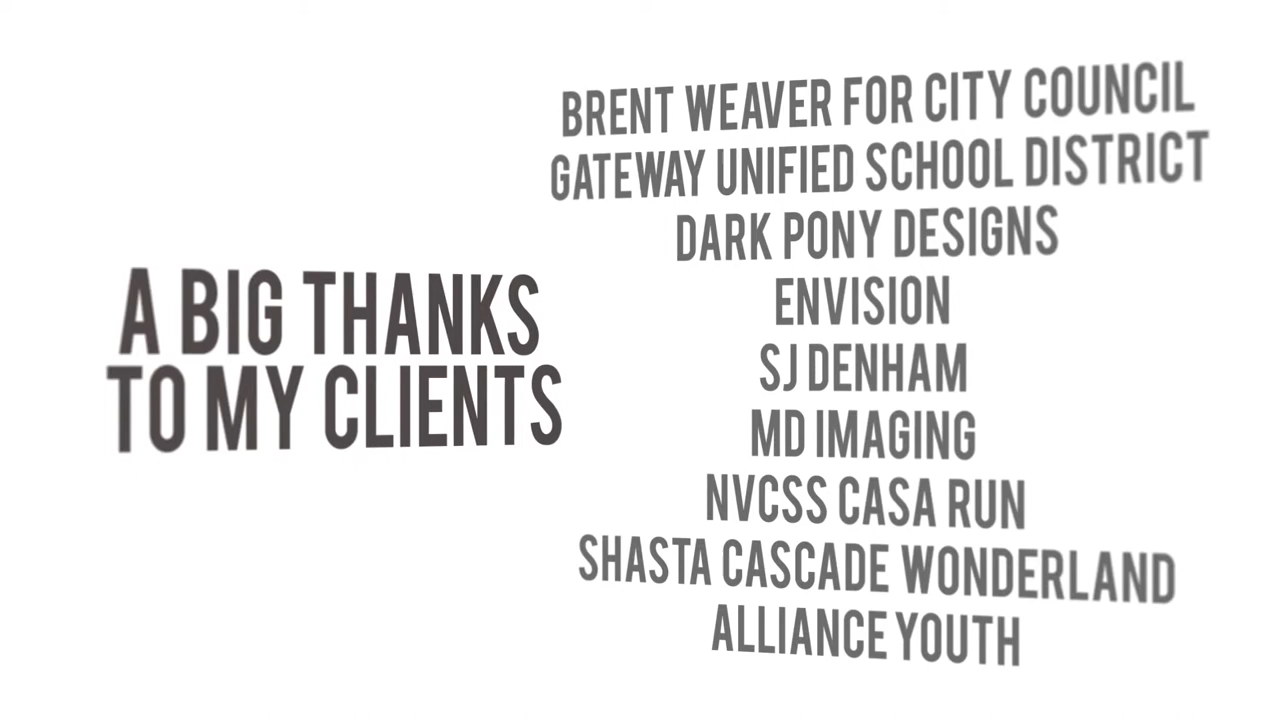 A BIG THANKS
TO MY CLIENTS
BRENT WEAVER FOR CITY COUNCIL
GATEWAY UNIFIED SCHOOL DISTRICT
DARK PONY DESIGNS
ENVISION
SJ DENHAM
MD IMAGING
NVCSS CASA RUN
SHASTA CASCADE WONDERLAND
ALLIANCE YOUTH